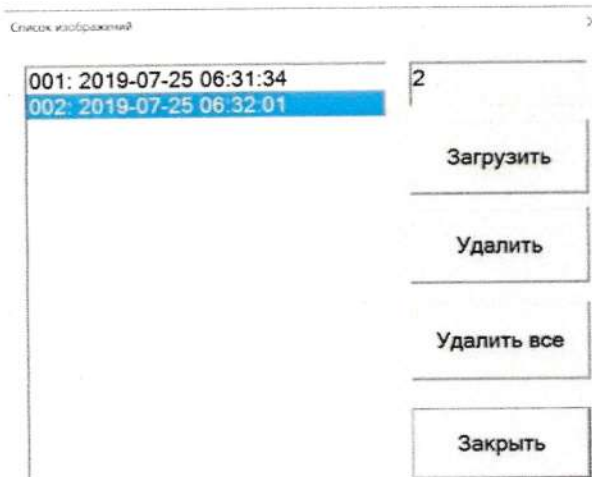 Список изображений
001: 2019-07-25 06:31:34
2
002: 2019-07-25 06:32:01
Загрузить
Удалить
Удалить все
Закрыть